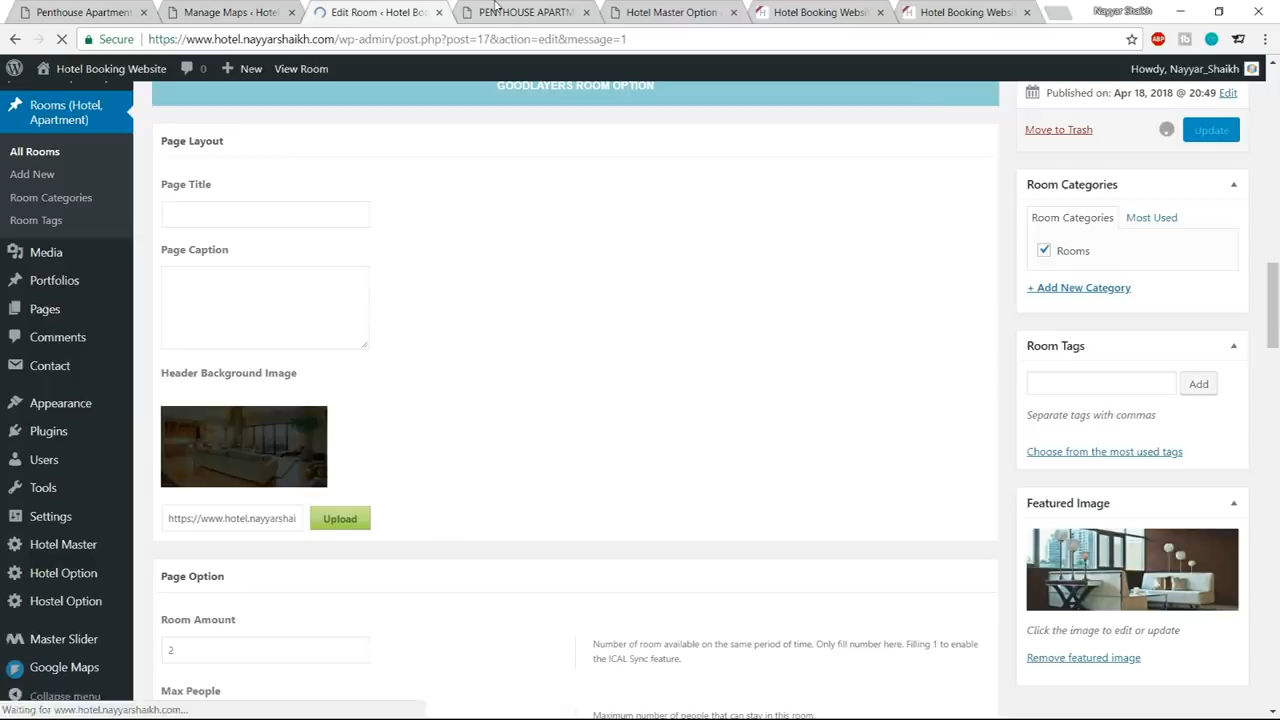 Penthouse Apartment
Manage Maps ‹ Hotel
Edit Room ‹ Hotel Boo
PENTHOUSE APARTM
Hotel Master Option
Hotel Booking Websit
Hotel Booking Websi
Nayyar Shaikh
Secure
https://www.hotel.nayyarshaikh.com/wp-admin/post.php?post=17&action=edit&message=1
Hotel Booking Website
0
New
View Room
Howdy, Nayyar_Shaikh
Rooms (Hotel,
Apartment)
All Rooms
Add New
Room Categories
Room Tags
Media
Portfolios
Pages
Comments
Contact
Appearance
Plugins
Users
Tools
Settings
Hotel Master
Hotel Option
Hostel Option
Master Slider
Google Maps
Collapse menu
Waiting for www.hotel.nayyarshaikh.com...
GOODLAYERS ROOM OPTION
Page Layout
Page Title
Page Caption
Header Background Image
https://www.hotel.nayyarshai
Upload
Page Option
Room Amount
2
Number of room available on the same period of time. Only fill number here. Filling 1 to enable
the ICAL Sync feature.
Max People
Maximum number of people that can stay in this room.
Published on: Apr 18, 2018 @ 20:49 Edit
Move to Trash
Update
Room Categories
Room Categories
Most Used
Rooms
+ Add New Category
Room Tags
Add
Separate tags with commas
Choose from the most used tags
Featured Image
Click the image to edit or update
Remove featured image